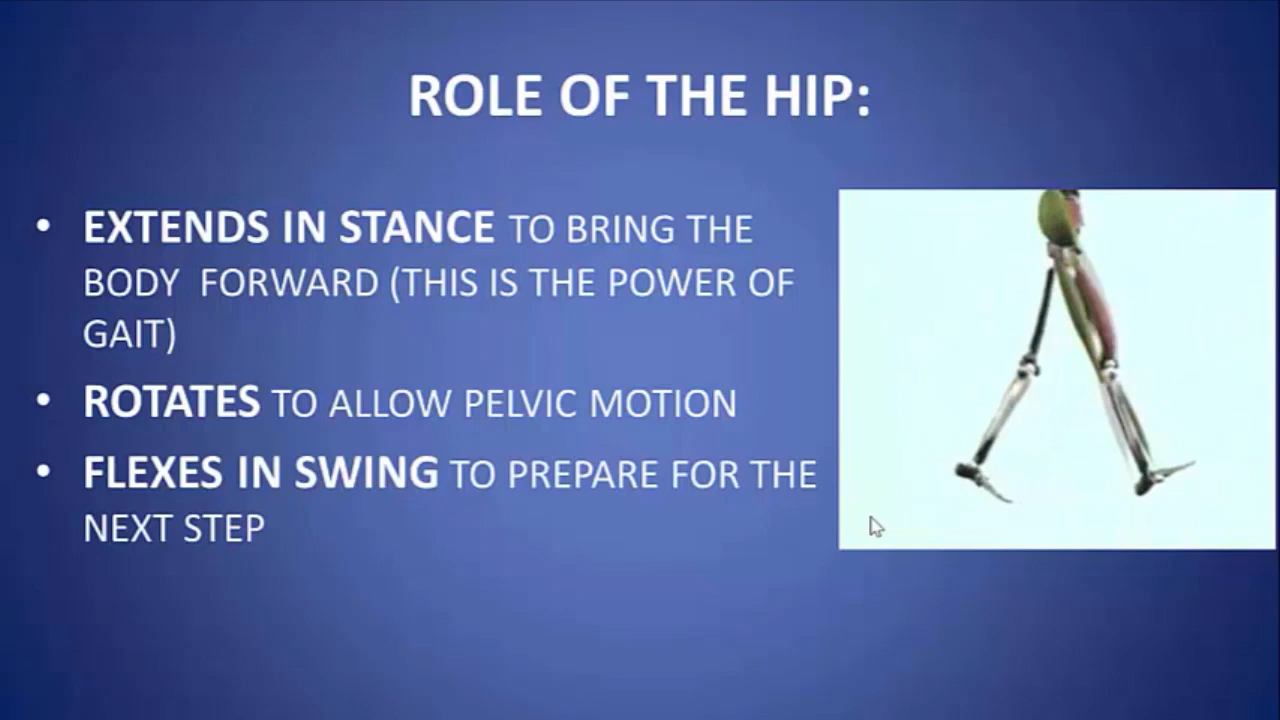 ROLE OF THE HIP:
• EXTENDS IN STANCE TO BRING THE
BODY FORWARD (THIS IS THE POWER OF
GAIT)
• ROTATES TO ALLOW PELVIC MOTION
• FLEXES IN SWING TO PREPARE FOR THE
NEXT STEP